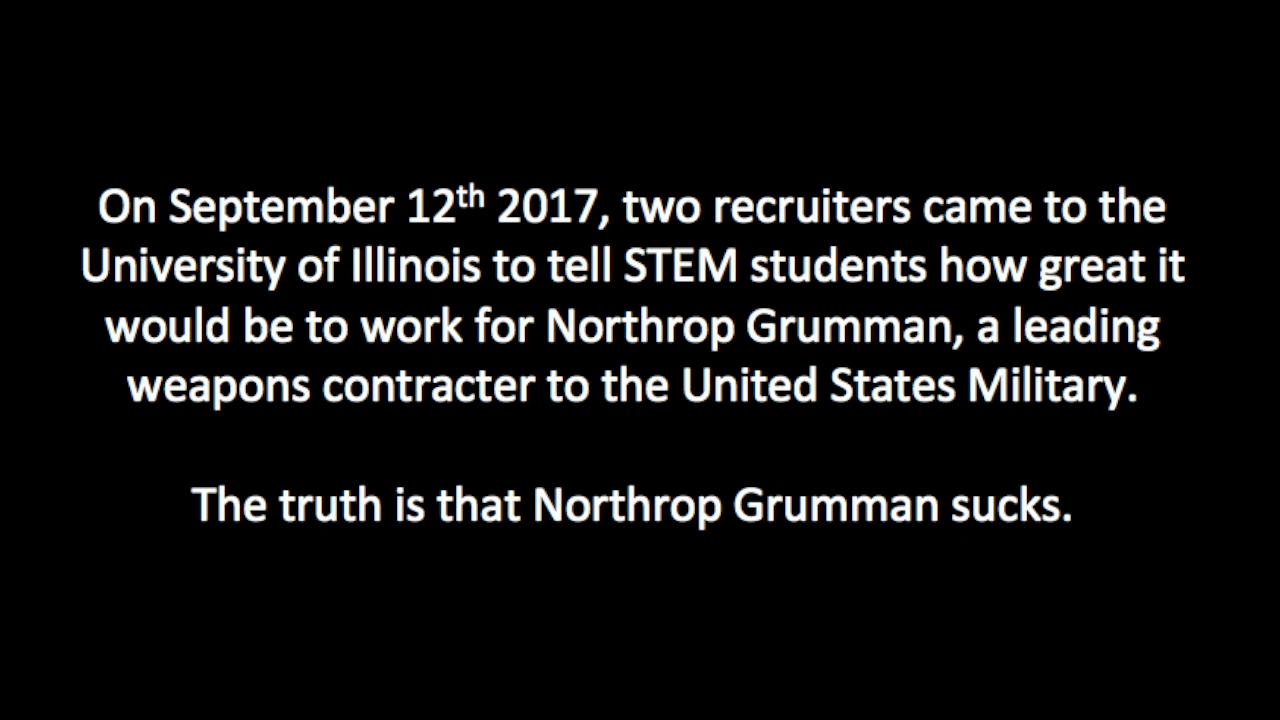 On September 12th 2017, two recruiters came to the
University of Illinois to tell STEM students how great it
would be to work for Northrop Grumman, a leading
weapons contracter to the United States Military.
The truth is that Northrop Grumman sucks.